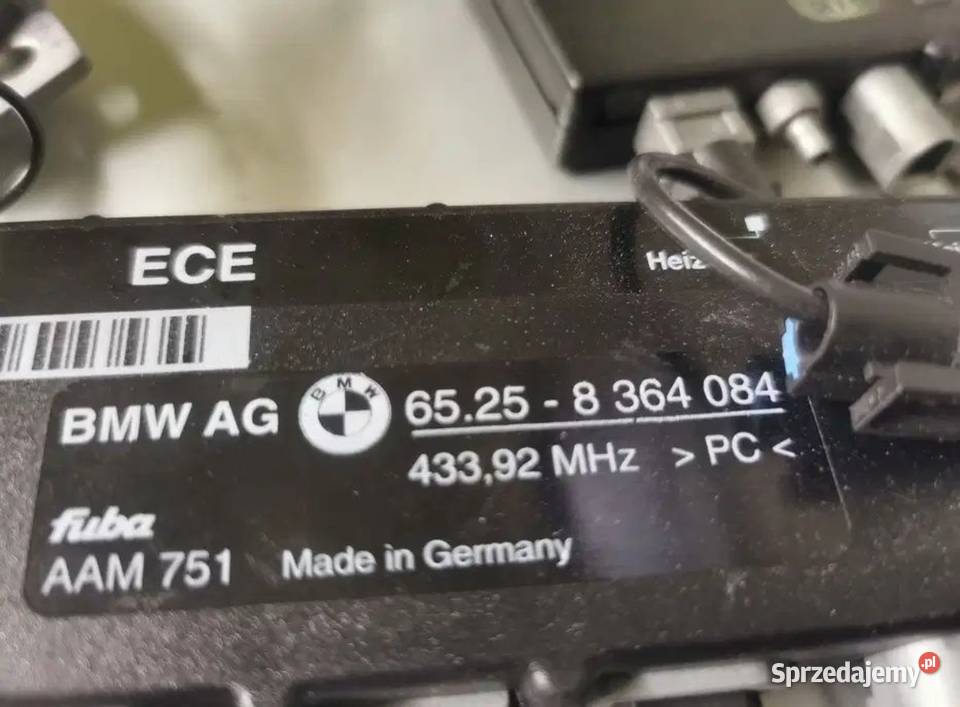 ECE
Heiz
BMW AG BMW 65.25 - 8 364 084
433,92 MHz > PC <
fuba
AAM 751 Made in Germany
Sprzedajemy.pl